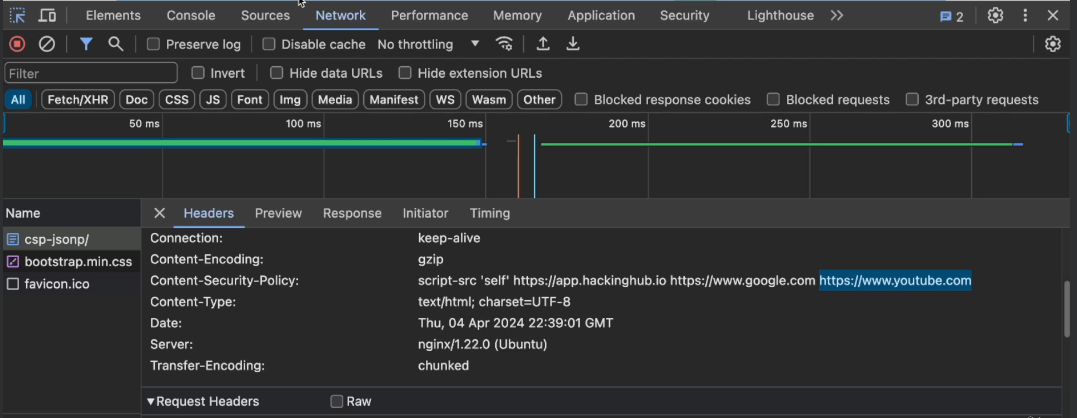 Elements Console Sources Network Performance Memory Application Security Lighthouse 2
Preserve log Disable cache No throttling
Filter Invert Hide data URLs Hide extension URLs
All Fetch/XHR Doc CSS JS Font Img Media Manifest WS Wasm Other Blocked response cookies Blocked requests 3rd-party requests
50 ms 100 ms 150 ms 200 ms 250 ms 300 ms
Name Headers Preview Response Initiator Timing
Connection: keep-alive
csp-jsonp/
Content-Encoding: gzip
bootstrap.min.css
Content-Security-Policy: script-src 'self' https://app.hackinghub.io https://www.google.com https://www.youtube.com
favicon.ico
Content-Type: text/html; charset=UTF-8
Date: Thu, 04 Apr 2024 22:39:01 GMT
Server: nginx/1.22.0 (Ubuntu)
Transfer-Encoding: chunked
Request Headers Raw